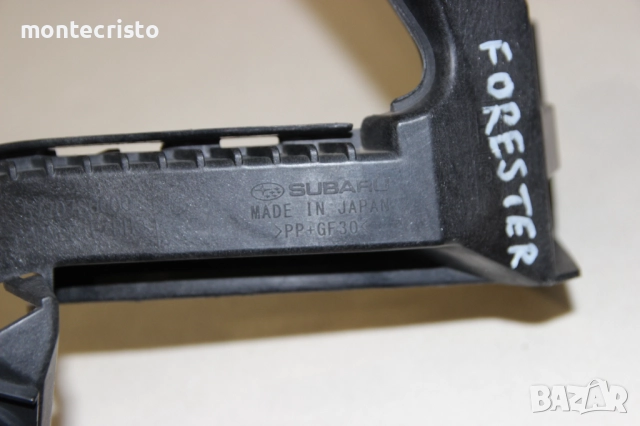 montecristo
FORESTER
SUBARU
MADE IN JAPAN
>PP+GF30
BAZAR